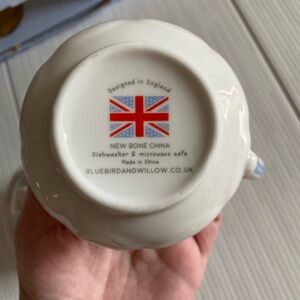 Designed in England
NEW BONE CHINA
Dishwasher & microwave safe
Made in China
BLUEBIRDANDWILLOW.CO.UK